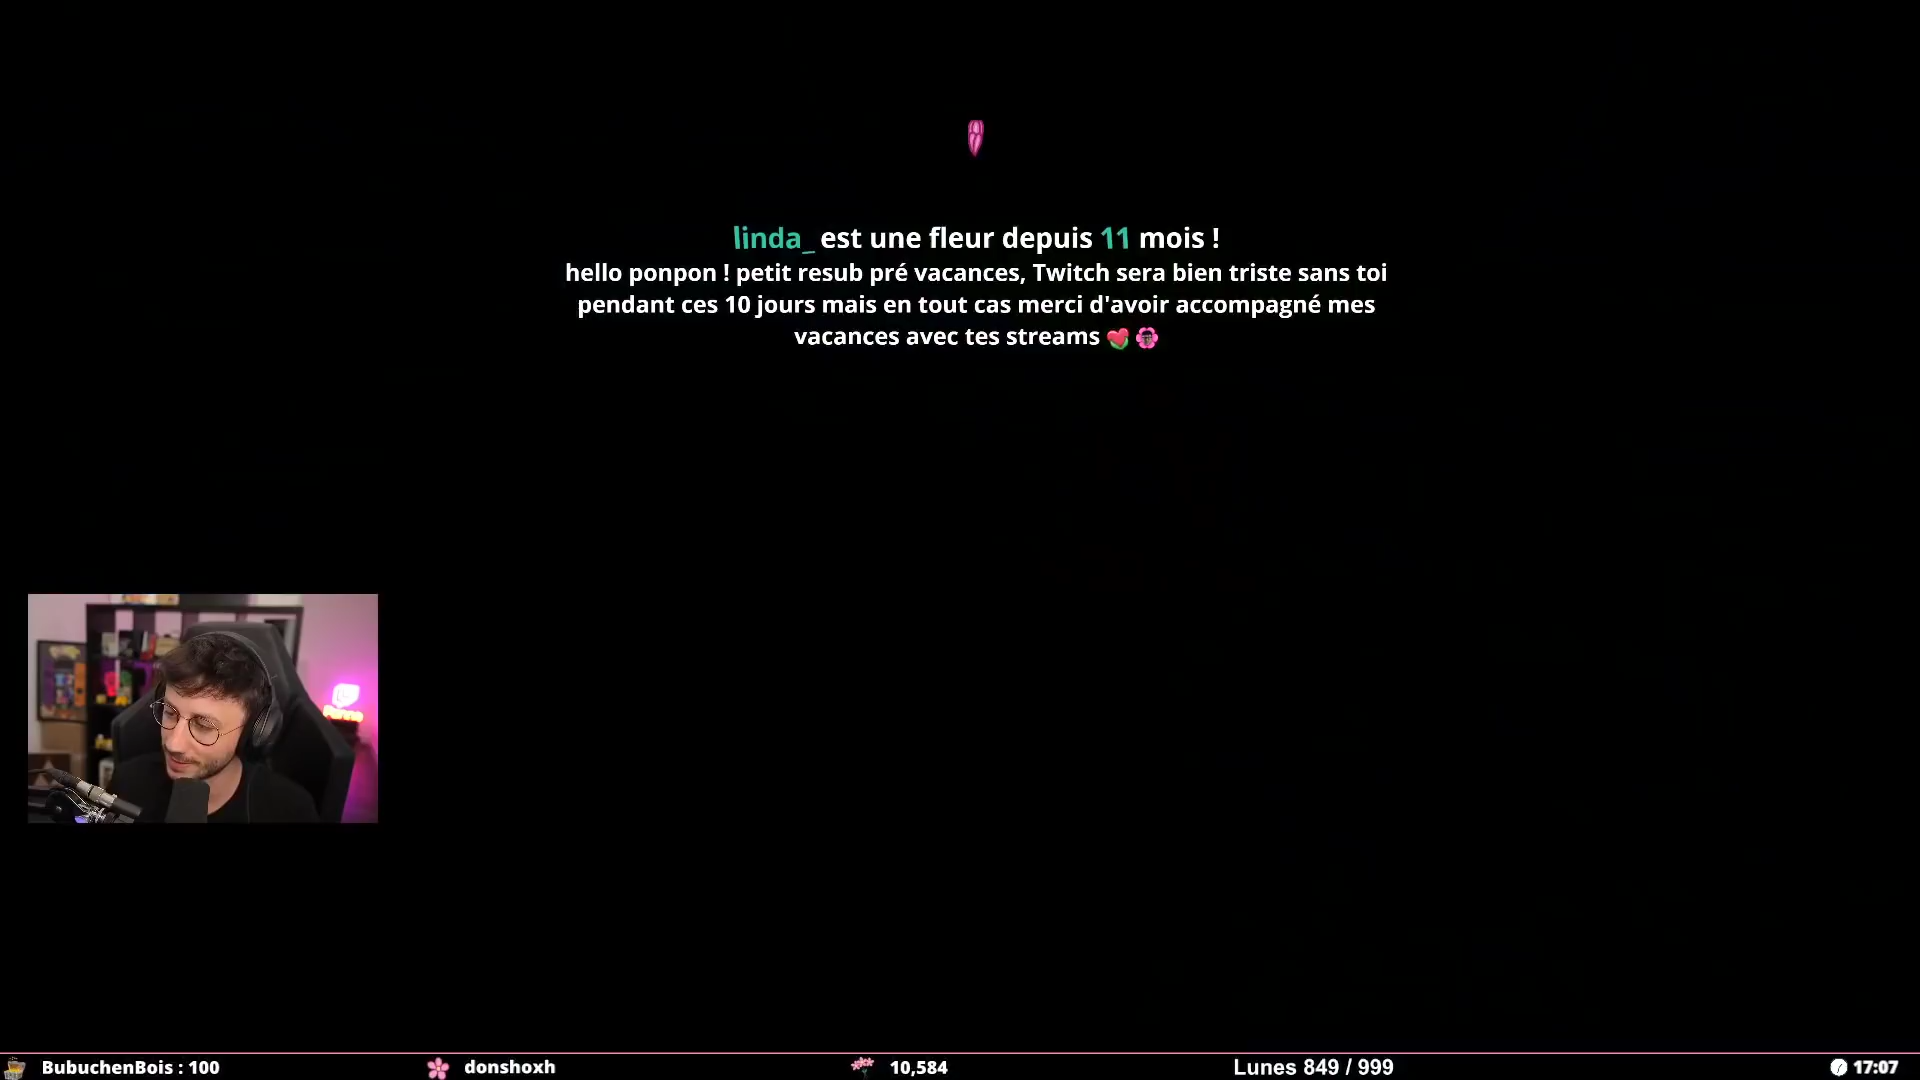 linda_ est une fleur depuis 11 mois !
hello ponpon ! petit resub pré vacances, Twitch sera bien triste sans toi
pendant ces 10 jours mais en tout cas merci d'avoir accompagné mes
vacances avec tes streams
BubuchenBois : 100
donshoxh
10,584
Lunes 849 / 999
17:07